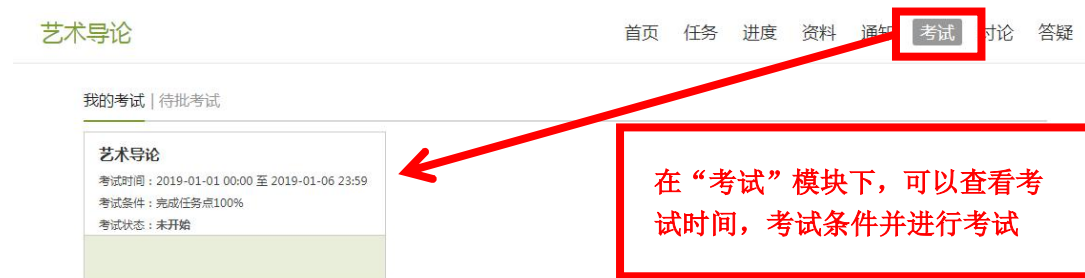 艺术导论
首页 任务 进度 资料 通知 考试 讨论 答疑
我的考试 | 待批考试
艺术导论
考试时间：2019-01-01 00:00 至 2019-01-06 23:59
考试条件：完成任务点100%
考试状态：未开始
在“考试”模块下，可以查看考
试时间，考试条件并进行考试